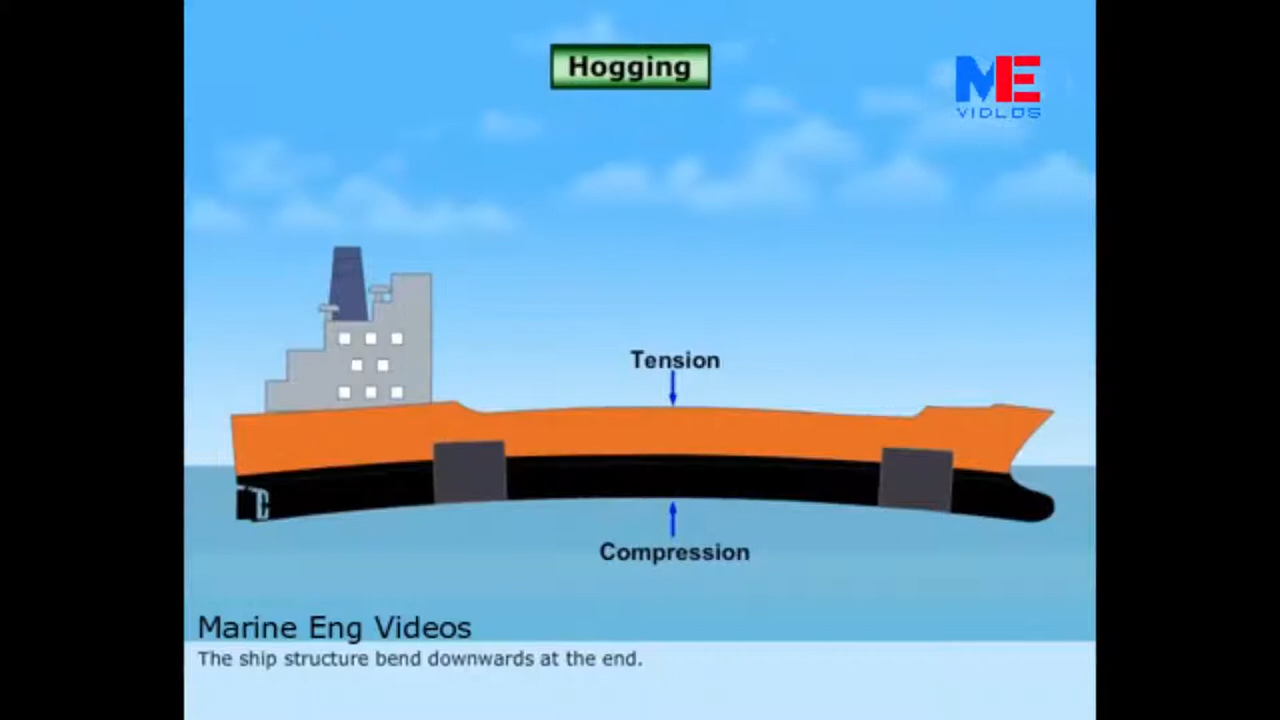 Hogging
ME
VIDEOS
Tension
Compression
Marine Eng Videos
The ship structure bend downwards at the end.